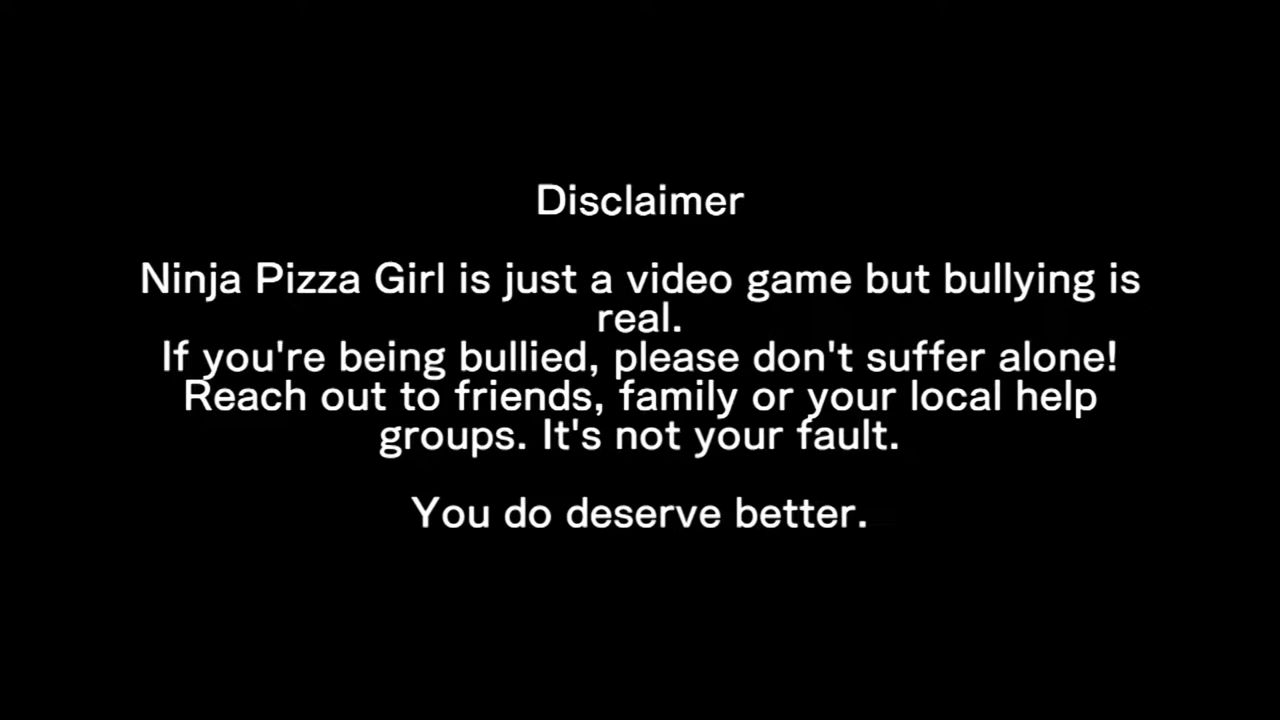 Disclaimer
Ninja Pizza Girl is just a video game but bullying is
real.
If you're being bullied, please don't suffer alone!
Reach out to friends, family or your local help
groups. It's not your fault.
You do deserve better.